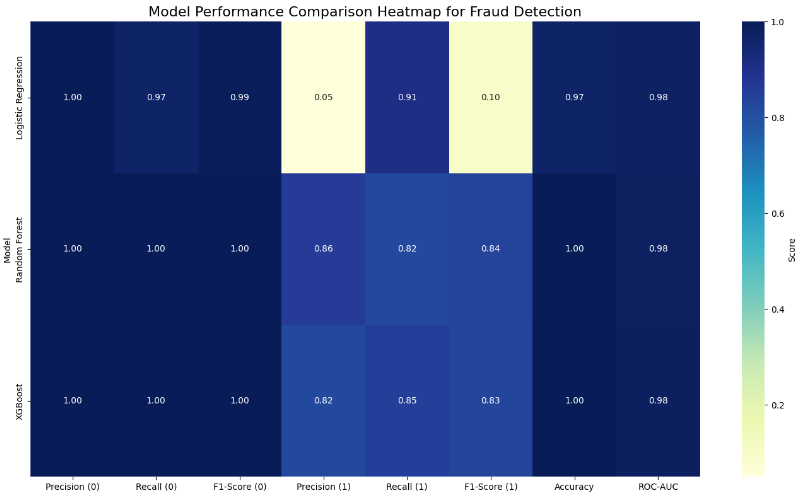 Model Performance Comparison Heatmap for Fraud Detection
Model
Logistic Regression
1.00 0.97 0.99 0.05 0.91 0.10 0.97 0.98
Random Forest
1.00 1.00 1.00 0.86 0.82 0.84 1.00 0.98
XGBoost
1.00 1.00 1.00 0.82 0.85 0.83 1.00 0.98
Precision (0) Recall (0) F1-Score (0) Precision (1) Recall (1) F1-Score (1) Accuracy ROC-AUC
1.0
0.8
0.6
0.4
0.2
Score